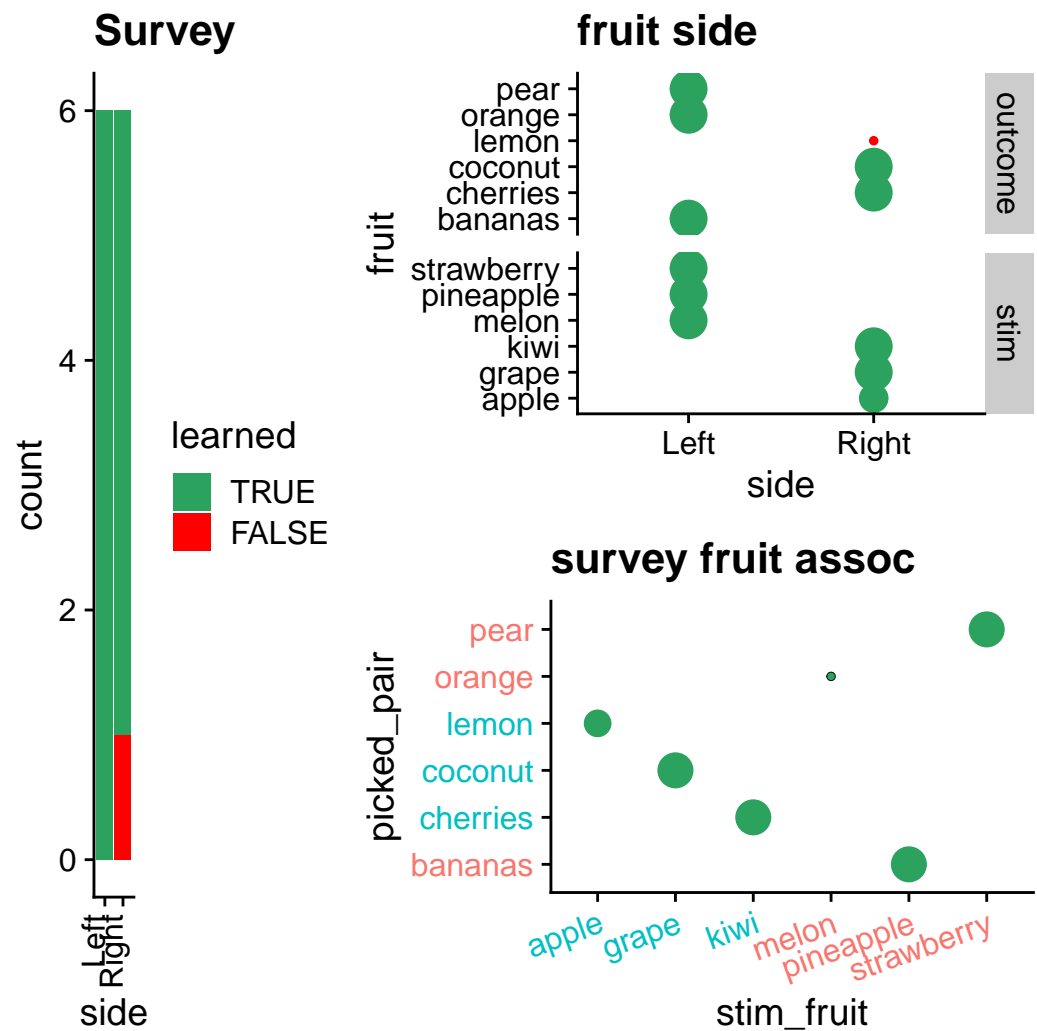 Survey
count
6
4
2
0
Left
Right
side
learned
TRUE
FALSE
fruit side
fruit
pear
orange
lemon
coconut
cherries
bananas
outcome
strawberry
pineapple
melon
kiwi
grape
apple
stim
Left Right
side
survey fruit assoc
picked_pair
pear
orange
lemon
coconut
cherries
bananas
apple grape kiwi melon pineapple strawberry
stim_fruit